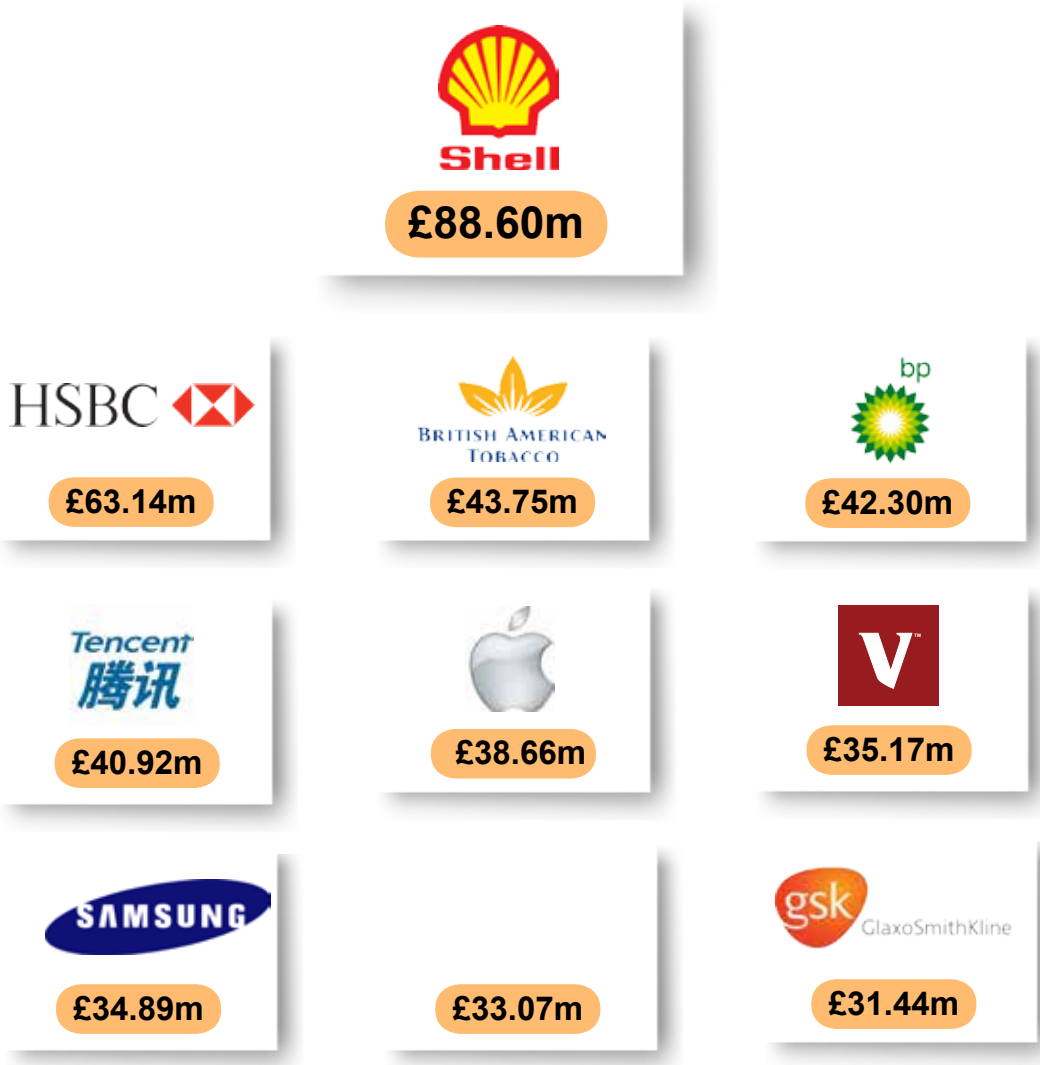 Shell
£88.60m
HSBC
BRITISH AMERICAN
TOBACCO
bp
£63.14m
£43.75m
£42.30m
Tencent
腾讯
V™
£40.92m
£38.66m
£35.17m
SAMSUNG
gsk
GlaxoSmithKline
£34.89m
£33.07m
£31.44m